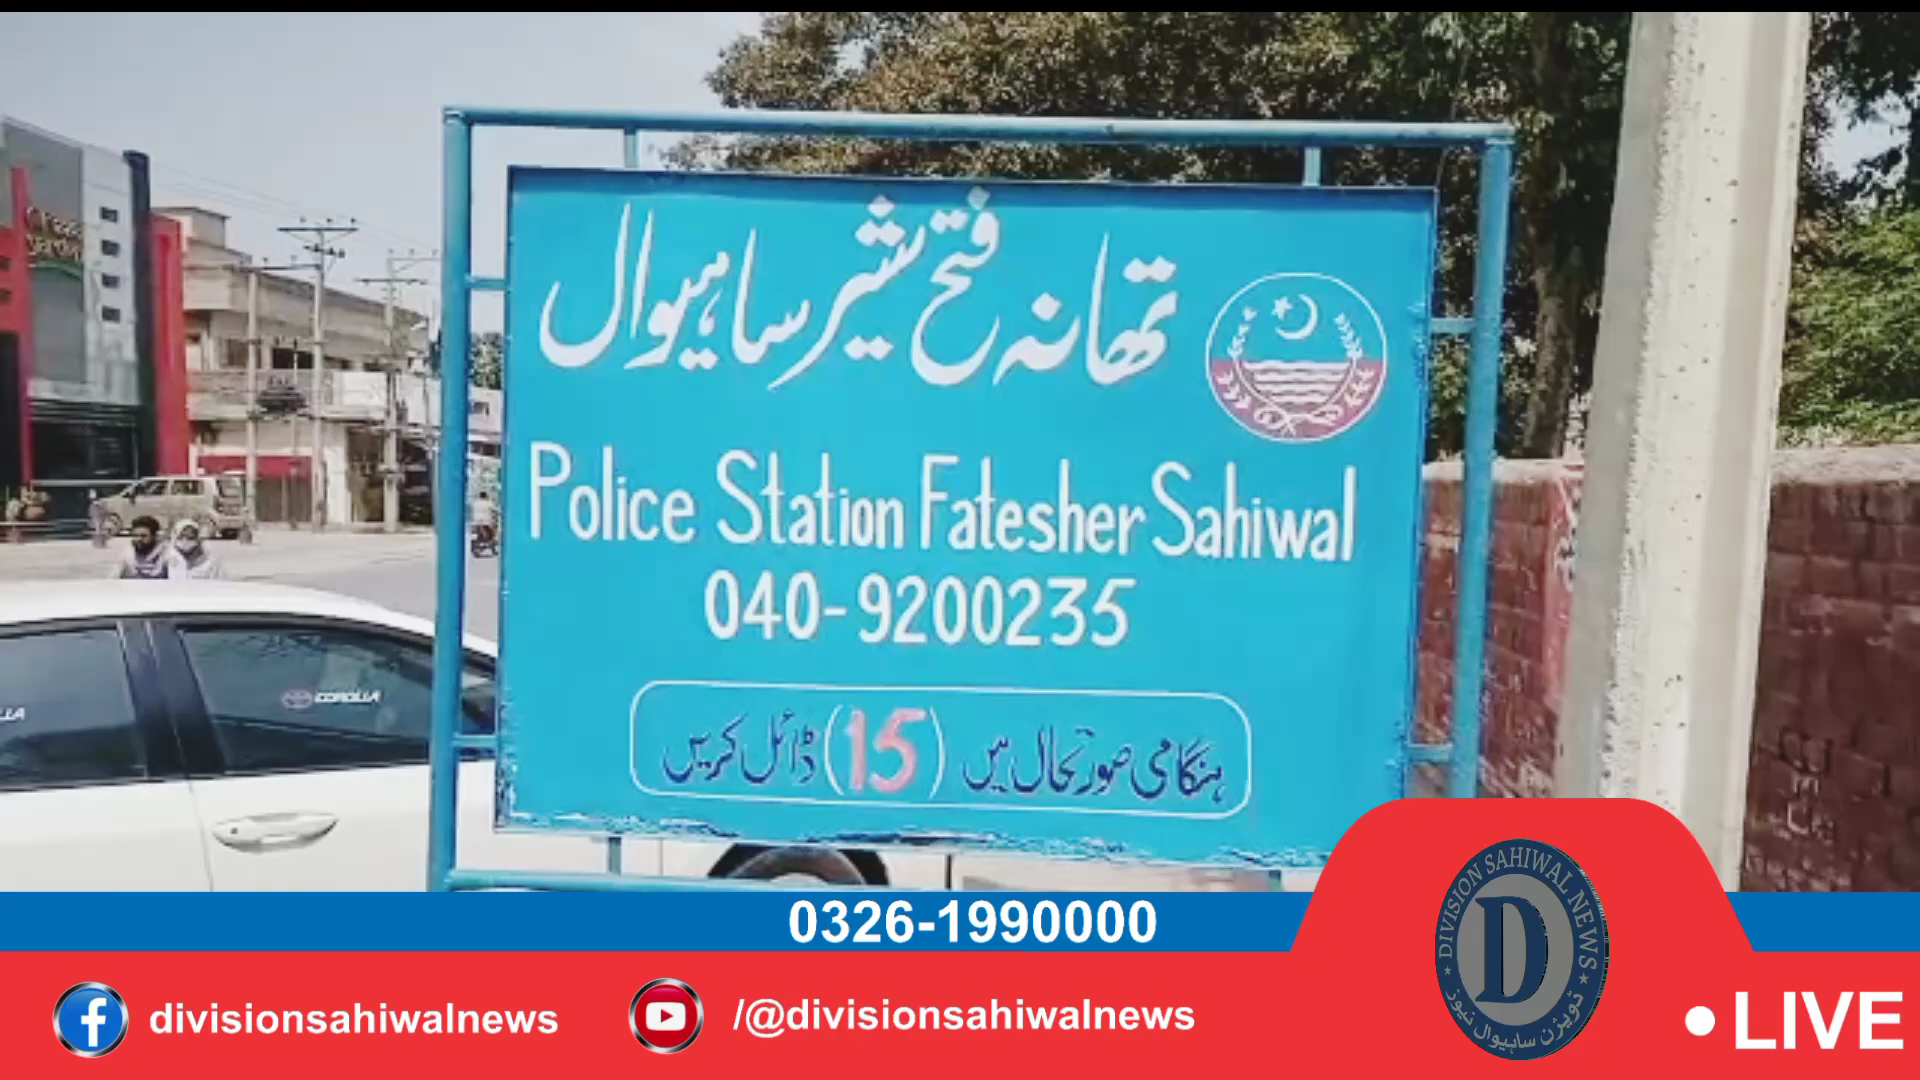 تھانہ فتح شیر ساہیوال
Police Station Fatesher Sahiwal
040-9200235
ہنگامی صورتحال میں (15) ڈائل کریں
COROLLA
0326-1990000
divisionsahiwalnews
/@divisionsahiwalnews
DIVISION SAHIWAL NEWS
D
ڈویژن ساہیوال نیوز
LIVE